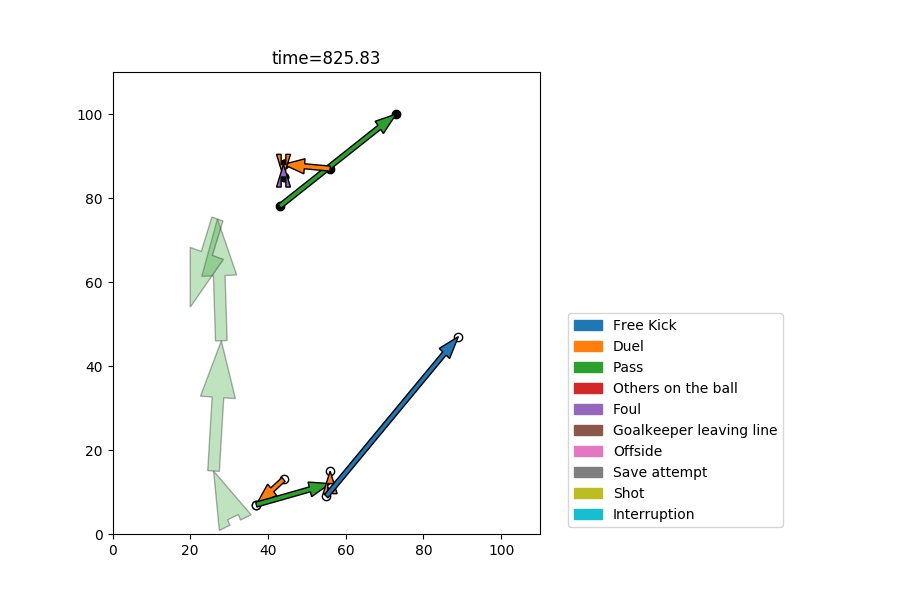 time=825.83
100
80
60
40
20
0
0 20 40 60 80 100
Free Kick
Duel
Pass
Others on the ball
Foul
Goalkeeper leaving line
Offside
Save attempt
Shot
Interruption